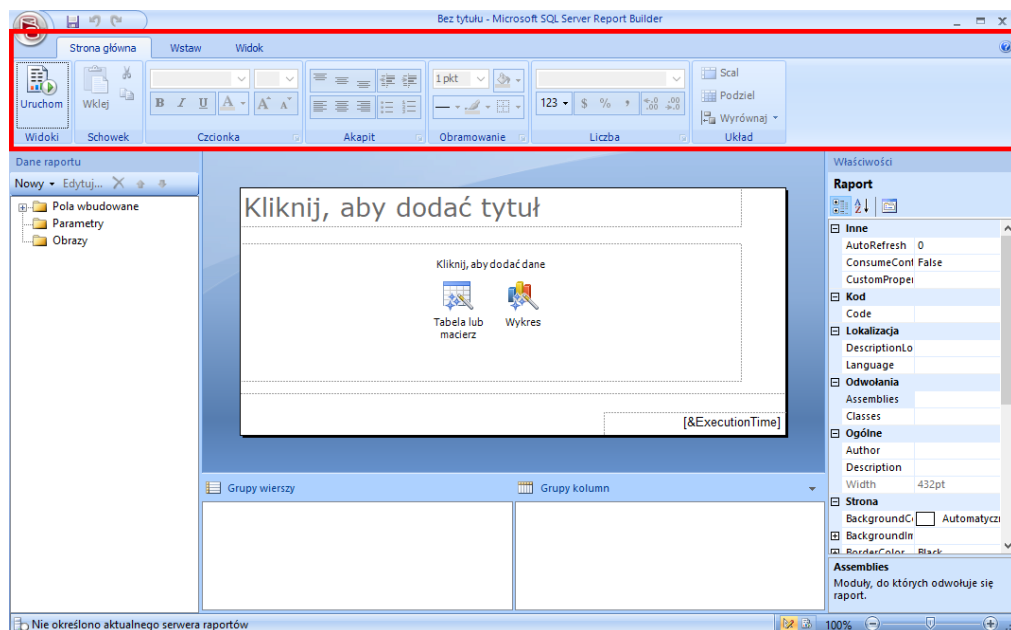 Bez tytułu - Microsoft SQL Server Report Builder
Strona główna Wstaw Widok
Uruchom
Wklej
1 pkt
B I U A A A
123 $ % ,
Scal
Podziel
Wyrównaj
Widoki Schowek Czcionka Akapit Obramowanie Liczba Układ
Dane raportu
Nowy Edytuj...
Pola wbudowane
Parametry
Obrazy
Kliknij, aby dodać tytuł
Kliknij, aby dodać dane
Tabela lub
macierz
Wykres
[&ExecutionTime]
Grupy wierszy
Grupy kolumn
Właściwości
Raport
Inne
AutoRefresh 0
ConsumeCont False
CustomProper
Kod
Code
Lokalizacja
DescriptionLo
Language
Odwołania
Assemblies
Classes
Ogólne
Author
Description
Width 432pt
Strona
BackgroundCo Automatyczn
BackgroundIm
BorderColor Black
Assemblies
Moduły, do których odwołuje się
raport.
Nie określono aktualnego serwera raportów
100%